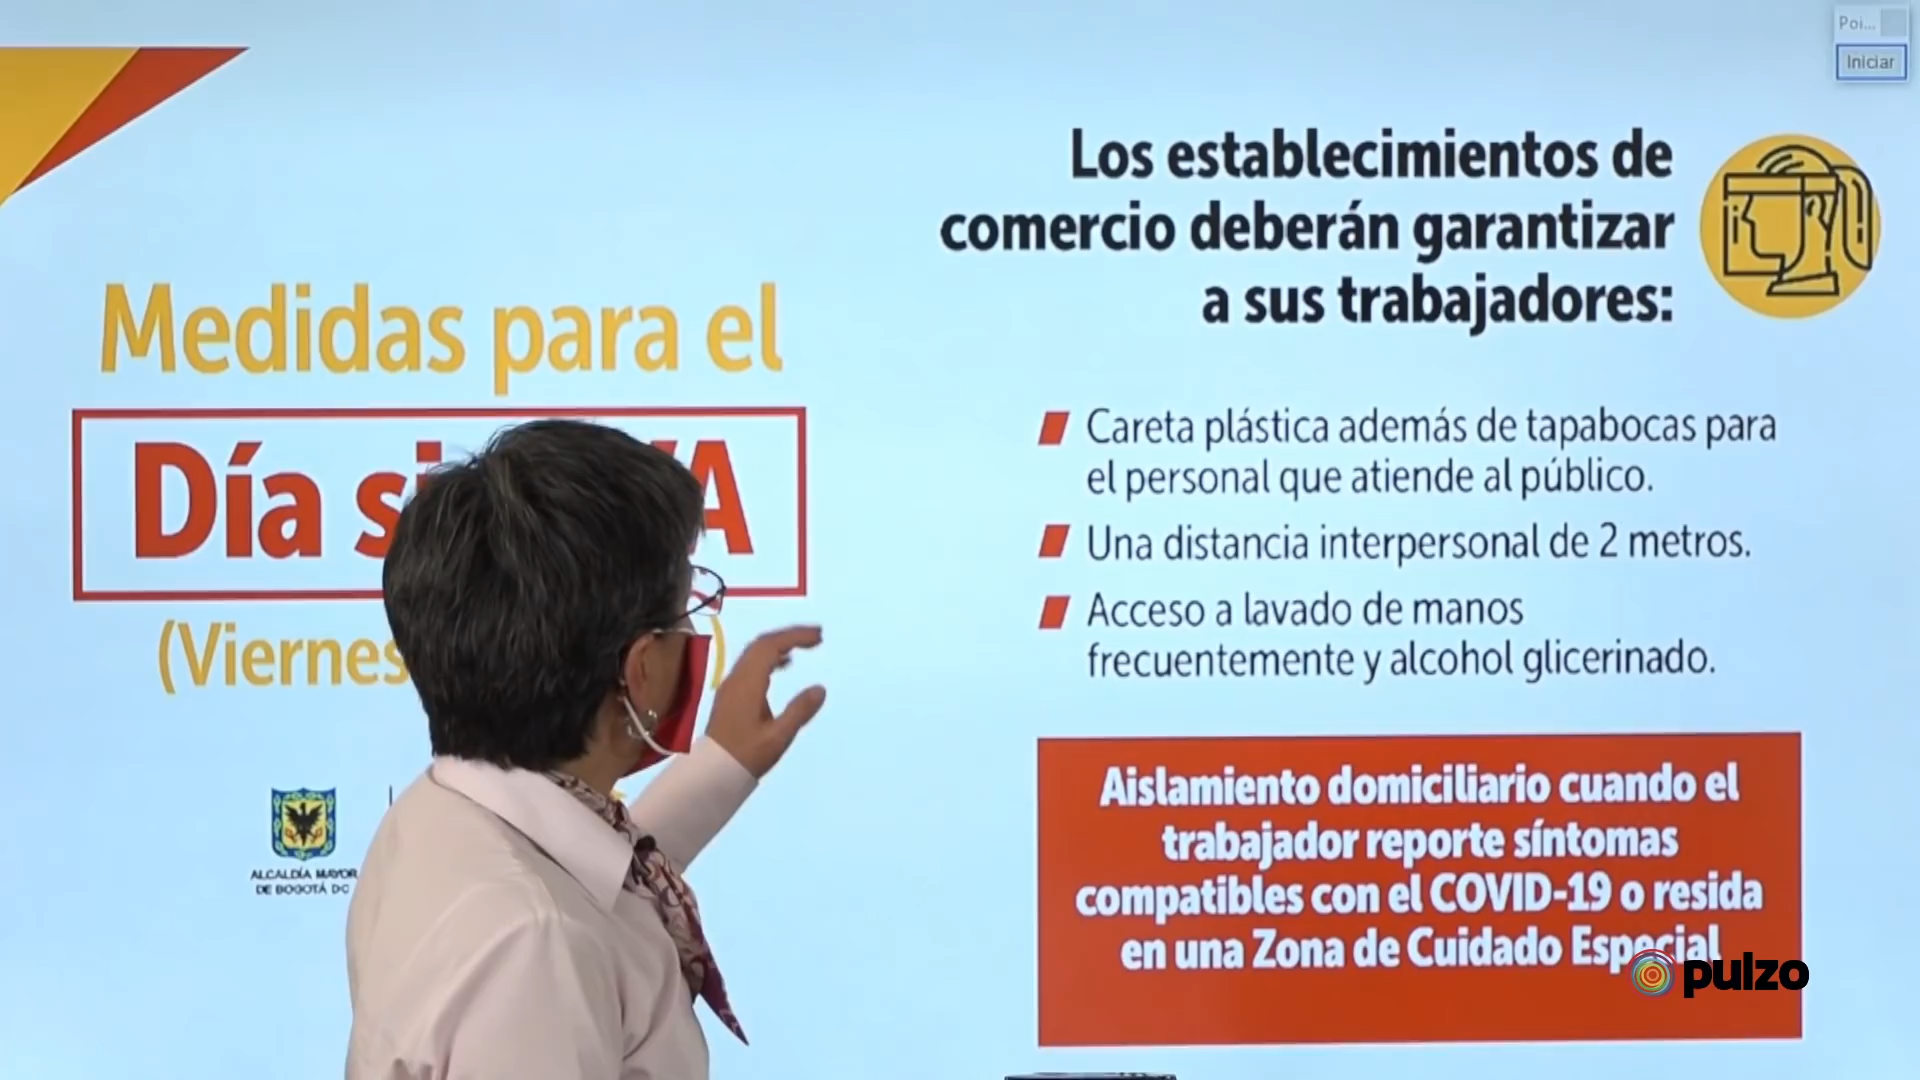 Poi...
Iniciar
Medidas para el
Día
(Viernes
)
ALCALDÍA MAYOR
DE BOGOTÁ DC
Los establecimientos de
comercio deberán garantizar
a sus trabajadores:
Careta plástica además de tapabocas para
el personal que atiende al público.
Una distancia interpersonal de 2 metros.
Acceso a lavado de manos
frecuentemente y alcohol glicerinado.
Aislamiento domiciliario cuando el
trabajador reporte síntomas
compatibles con el COVID-19 o resida
en una Zona de Cuidado Especial
pulzo